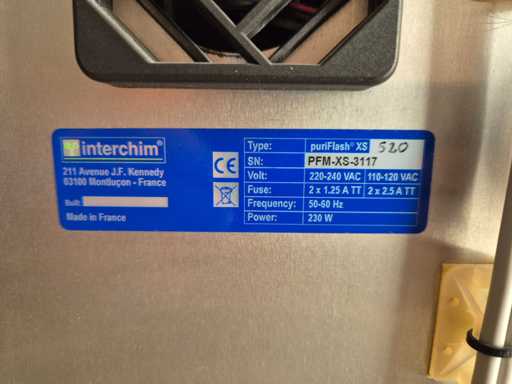 interchim®
211 Avenue J.F. Kennedy
03100 Montluçon - France
Built:
Made in France
CE
Type: puriFlash® XS 520
SN: PFM-XS-3117
Volt: 220-240 VAC 110-120 VAC
Fuse: 2 x 1.25 A TT 2 x 2.5 A TT
Frequency: 50-60 Hz
Power: 230 W